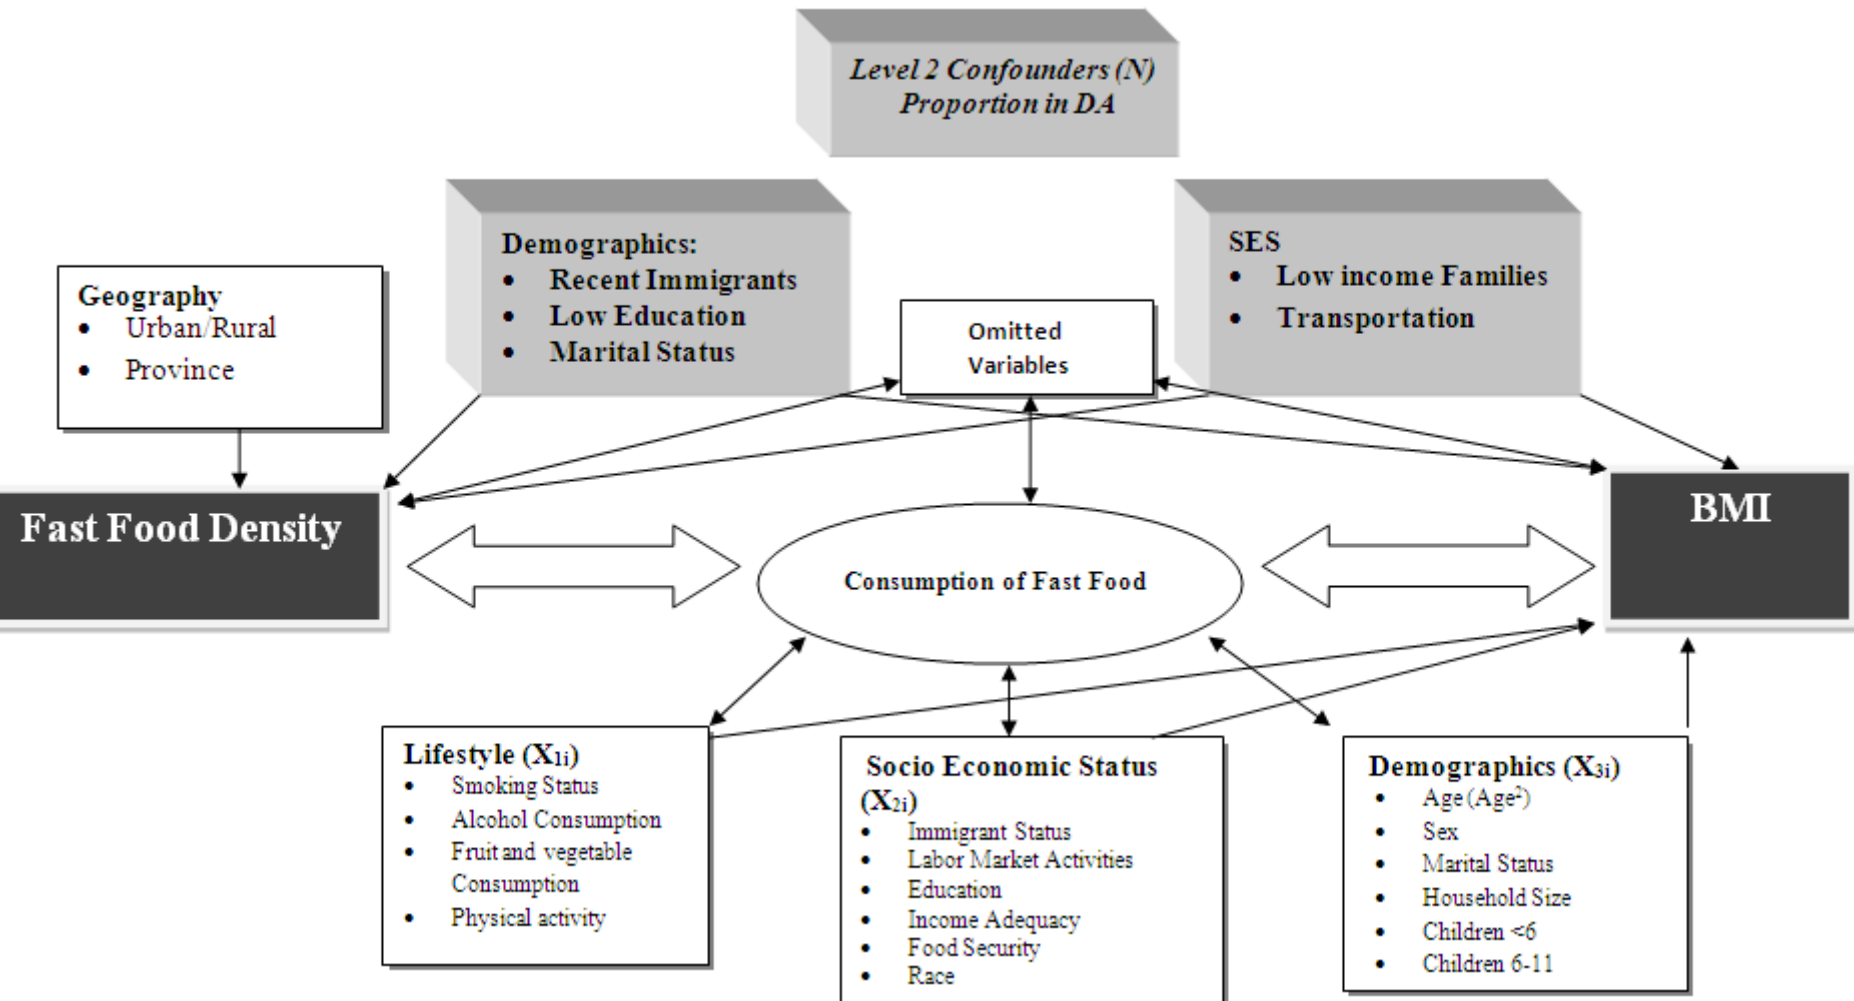 Level 2 Confounders (N)
Proportion in DA
Demographics:
• Recent Immigrants
• Low Education
• Marital Status
SES
• Low income Families
• Transportation
Geography
• Urban/Rural
• Province
Omitted
Variables
Fast Food Density
BMI
Consumption of Fast Food
Lifestyle (X1i)
• Smoking Status
• Alcohol Consumption
• Fruit and vegetable
Consumption
• Physical activity
Socio Economic Status
(X2i)
• Immigrant Status
• Labor Market Activities
• Education
• Income Adequacy
• Food Security
• Race
Demographics (X3i)
• Age (Age²)
• Sex
• Marital Status
• Household Size
• Children <6
• Children 6-11